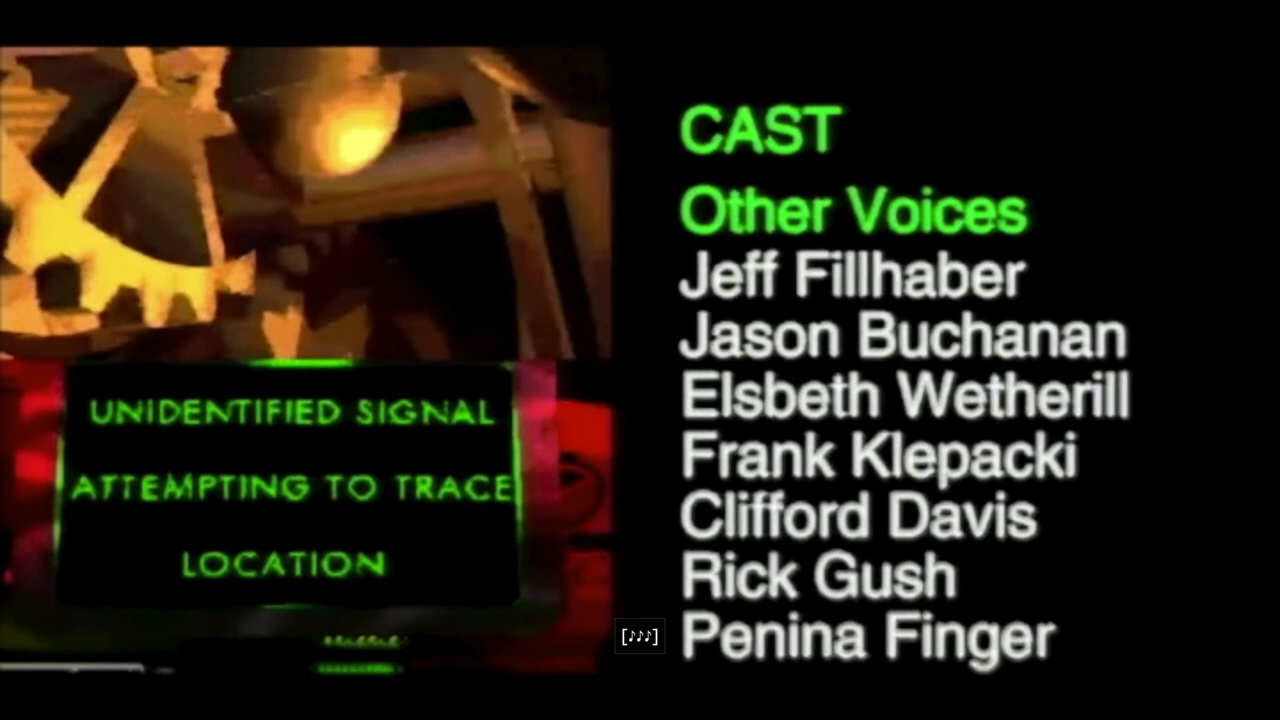 CAST
Other Voices
Jeff Fillhaber
Jason Buchanan
Elsbeth Wetherill
Frank Klepacki
Clifford Davis
Rick Gush
Penina Finger
UNIDENTIFIED SIGNAL
ATTEMPTING TO TRACE
LOCATION
[♪♪♪]